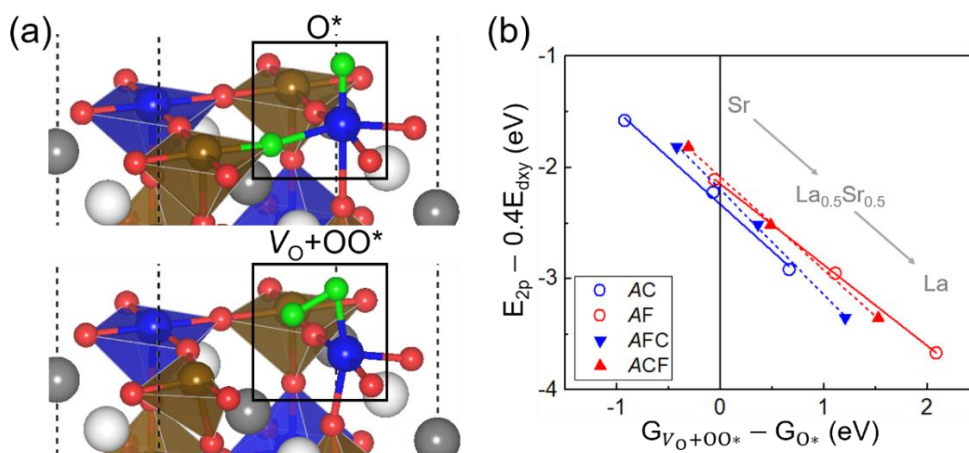 (a)
O*
V_O+OO*
(b)
E_2p − 0.4E_dxy (eV)
-1
-2
-3
-4
Sr
La_0.5Sr_0.5
La
AC
AF
AFC
ACF
-1 0 1 2
G_{V_O+OO*} − G_{O*} (eV)